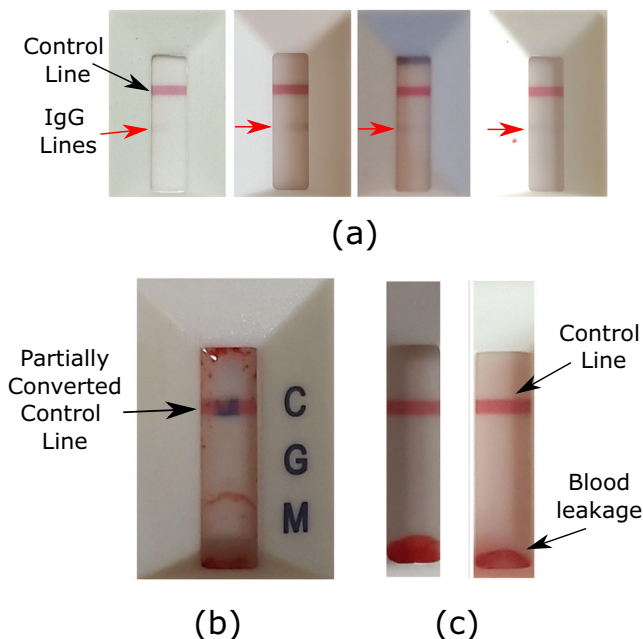 Control
Line
IgG
Lines
(a)
Partially
Converted
Control
Line
C
G
M
Control
Line
Blood
leakage
(b)
(c)